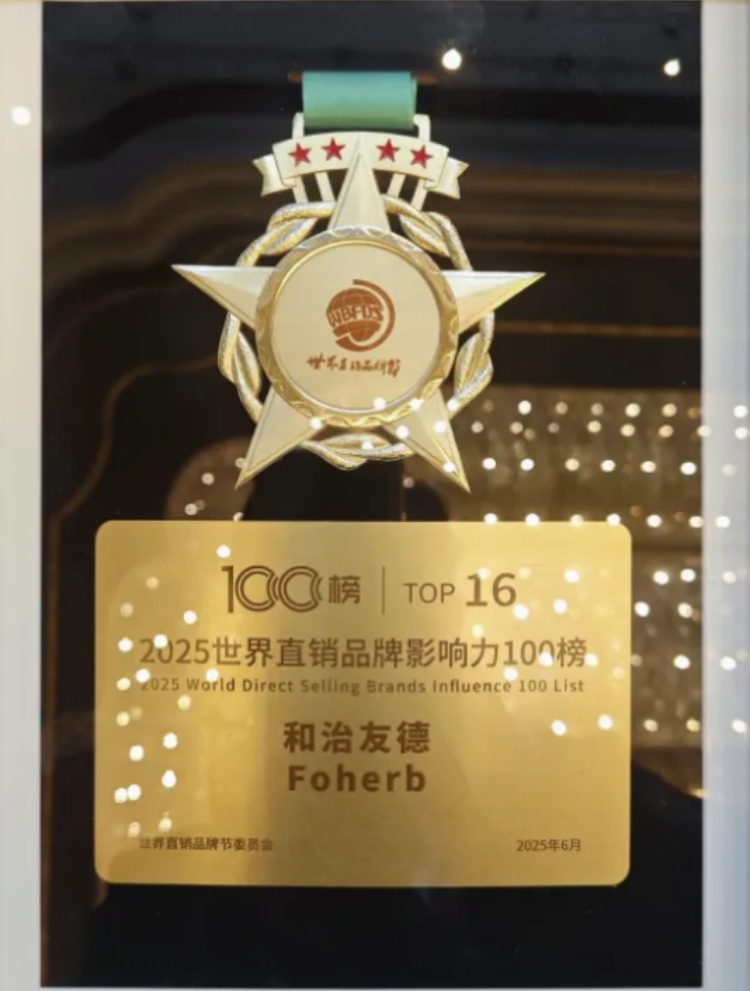 WBFDS
世界直销品牌节
100榜 TOP 16
2025世界直销品牌影响力100榜
2025 World Direct Selling Brands Influence 100 List
和治友德
Foherb
世界直销品牌节委员会 2025年6月